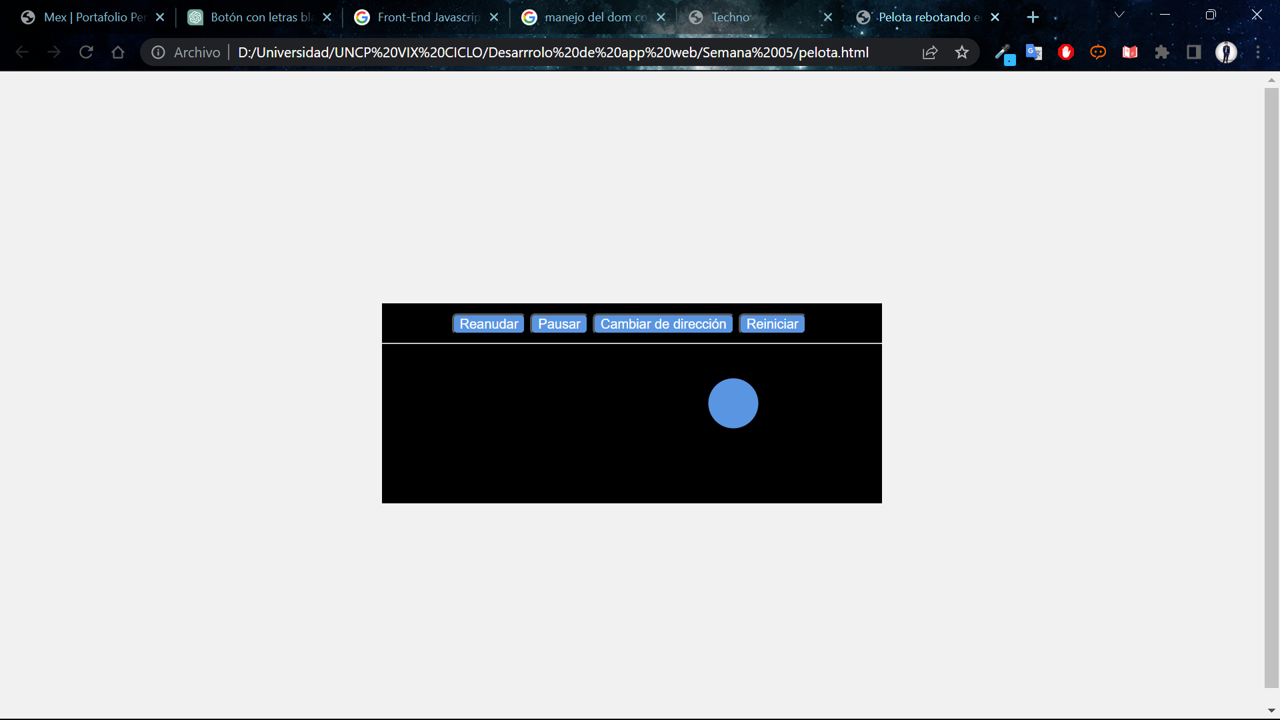 Mex | Portafolio Per
Botón con letras bl
Front-End Javascrip
manejo del dom co
Techno
Pelota rebotando e
Archivo
D:/Universidad/UNCP%20VIX%20CICLO/Desarrrolo%20de%20app%20web/Semana%2005/pelota.html
Reanudar Pausar Cambiar de dirección Reiniciar